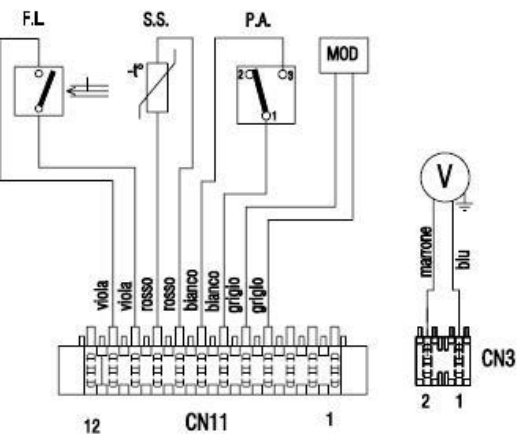 F.L
S.S.
P.A.
MOD
-t°
2
3
1
V
viola
viola
rosso
rosso
bianco
bianco
grigio
grigio
marrone
blu
CN3
12
CN11
1
2
1